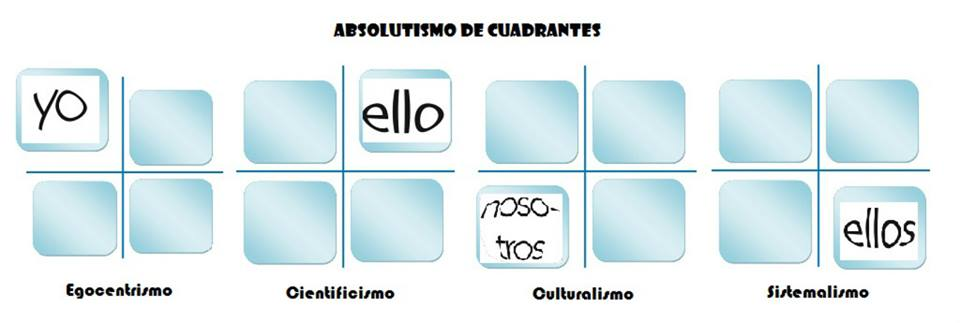 ABSOLUTISMO DE CUADRANTES
yo
ello
noso-
tros
ellos
Egocentrismo
Cientificismo
Culturalismo
Sistemalismo